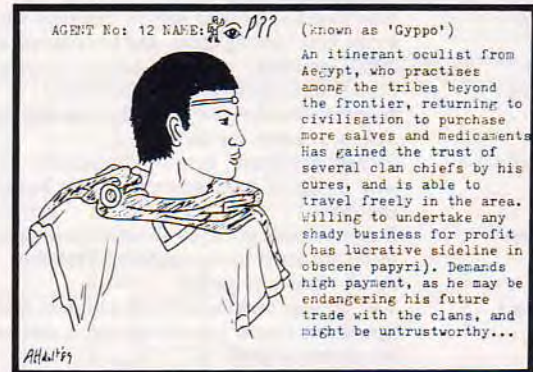 AGENT No: 12 NAME: P??
(known as 'Gyppo')
An itinerant oculist from
Aegypt, who practises
among the tribes beyond
the frontier, returning to
civilisation to purchase
more salves and medicaments
Has gained the trust of
several clan chiefs by his
cures, and is able to
travel freely in the area.
Willing to undertake any
shady business for profit
(has lucrative sideline in
obscene papyri). Demands
high payment, as he may be
endangering his future
trade with the clans, and
might be untrustworthy...